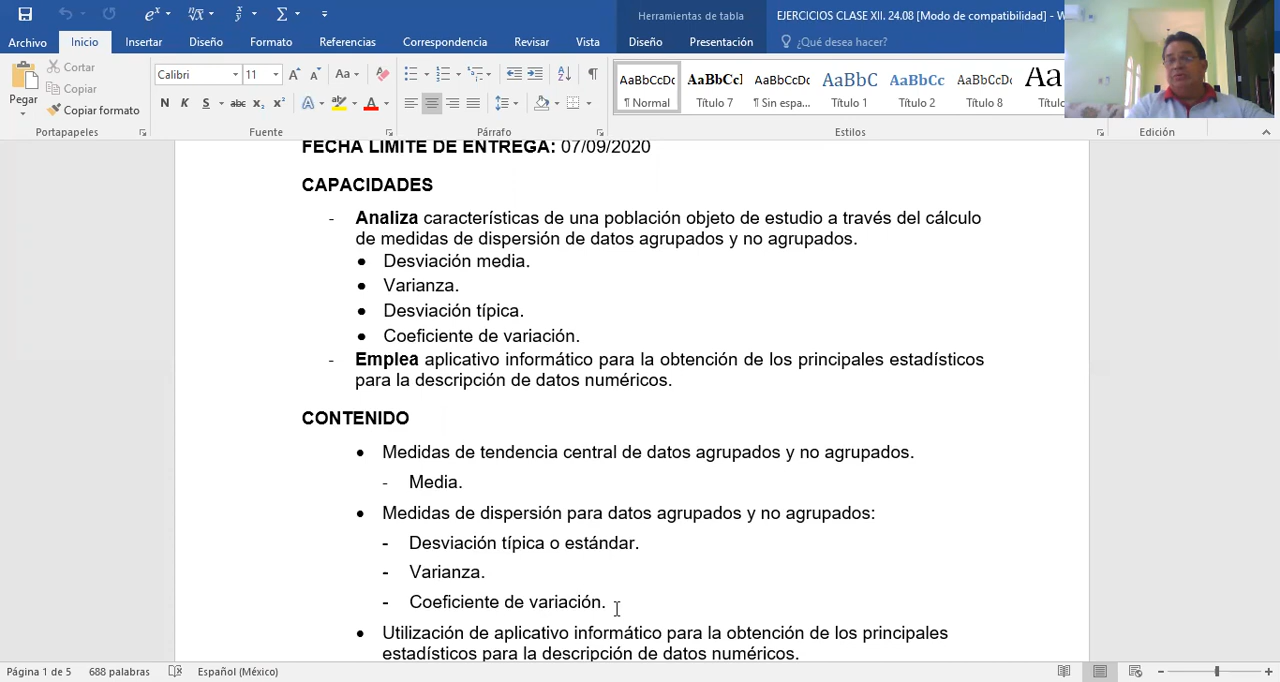 Herramientas de tabla
EJERCICIOS CLASE XII. 24.08 [Modo de compatibilidad] - W
Archivo Inicio Insertar Diseño Formato Referencias Correspondencia Revisar Vista Diseño Presentación ¿Qué desea hacer?
Pegar
Cortar
Copiar
Copiar formato
Portapapeles
Calibri 11
N K S abc x₂ x²
Fuente
Párrafo
AaBbCcDc AaBbCcI AaBbCcDc AaBbC AaBbCc AaBbCcDc Aa
¶ Normal Título 7 ¶ Sin espa... Título 1 Título 2 Título 8
Estilos
Edición
FECHA LIMITE DE ENTREGA: 07/09/2020
CAPACIDADES
- Analiza características de una población objeto de estudio a través del cálculo
de medidas de dispersión de datos agrupados y no agrupados.
● Desviación media.
● Varianza.
● Desviación típica.
● Coeficiente de variación.
- Emplea aplicativo informático para la obtención de los principales estadísticos
para la descripción de datos numéricos.
CONTENIDO
● Medidas de tendencia central de datos agrupados y no agrupados.
- Media.
● Medidas de dispersión para datos agrupados y no agrupados:
- Desviación típica o estándar.
- Varianza.
- Coeficiente de variación.
● Utilización de aplicativo informático para la obtención de los principales
estadísticos para la descripción de datos numéricos.
Página 1 de 5 688 palabras Español (México)